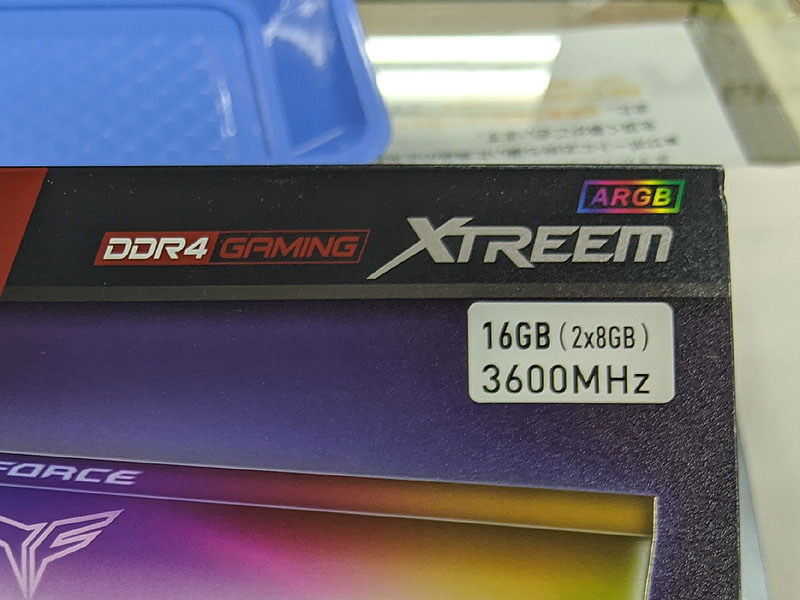 ARGB
DDR4 GAMING XTREEM
16GB (2x8GB)
3600MHz
FORCE